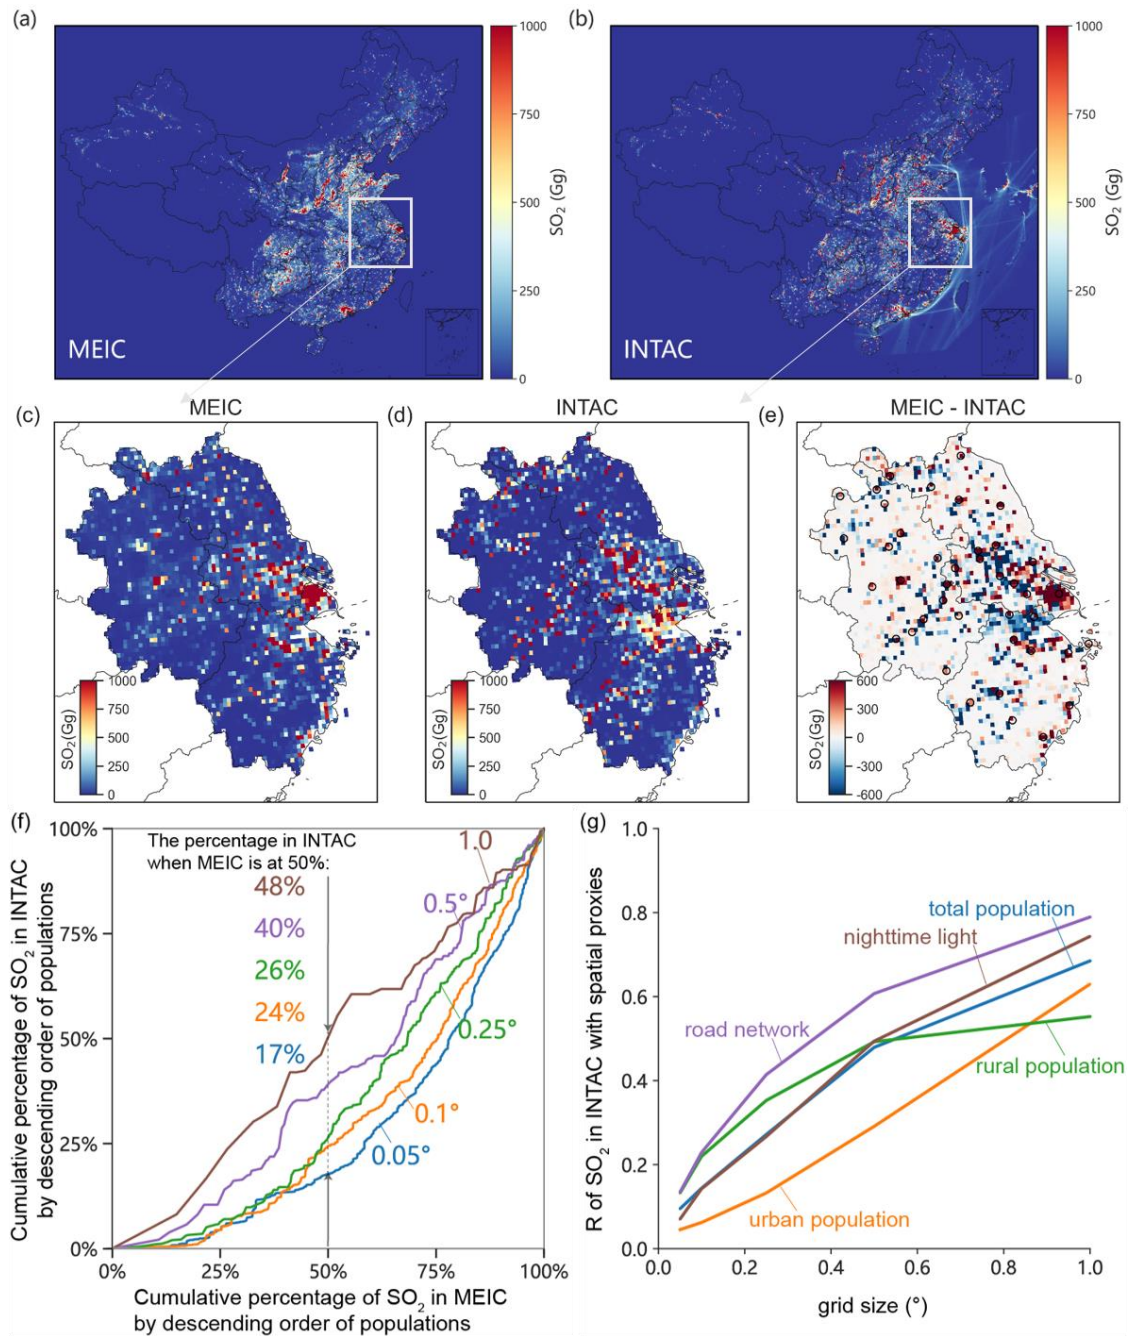 (a)
1000
750
500
250
0
SO₂ (Gg)
MEIC
(b)
1000
750
500
250
0
SO₂ (Gg)
INTAC
(c)
MEIC
1000
750
500
250
0
SO₂(Gg)
(d)
INTAC
1000
750
500
250
0
SO₂(Gg)
(e)
MEIC - INTAC
600
300
0
-300
-600
SO₂(Gg)
(f)
100%
75%
50%
25%
0%
Cumulative percentage of SO₂ in INTAC
by descending order of populations
The percentage in INTAC
when MEIC is at 50%:
48%
40%
26%
24%
17%
1.0
0.5°
0.25°
0.1°
0.05°
0%
25%
50%
75%
100%
Cumulative percentage of SO₂ in MEIC
by descending order of populations
(g)
1.0
0.8
0.6
0.4
0.2
0.0
R of SO₂ in INTAC with spatial proxies
total population
nighttime light
road network
rural population
urban population
0.0
0.2
0.4
0.6
0.8
1.0
grid size (°)